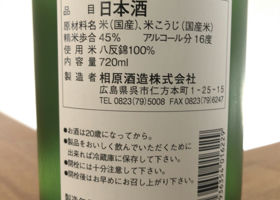 品目 日本酒
原材料名 米(国産)、米こうじ(国産米)
精米歩合 45% アルコール分 16度
使用米 八反錦100%
内容量 720ml
製造者 相原酒造株式会社
広島県呉市仁方本町1-25-15
TEL 0823(79)5008 FAX 0823(79)6247
●お酒は20歳になってから。
●製品をおいしく飲んでいただくために
出来れば冷蔵庫に保存して下さい。
●開栓には十分注意して下さい。
●開栓後はお早めにお召し上がり下さい。